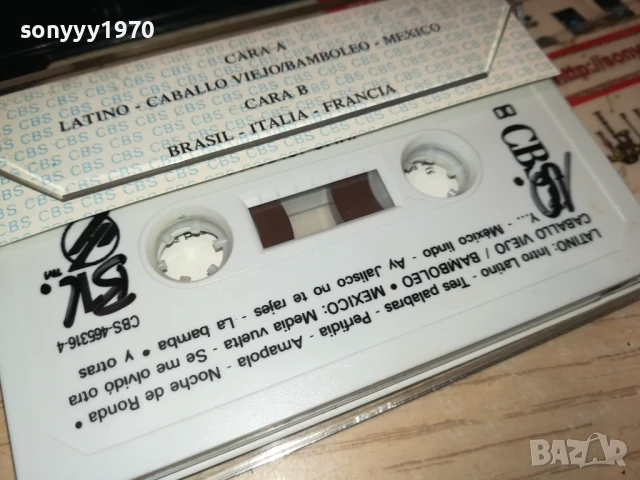 sonyyy1970
CARA A
LATINO - CABALLO VIEJO/BAMBOLEO - MEXICO
CARA B
BRASIL - ITALIA - FRANCIA
B CBS
LATINO: Intro Latino - Tres palabras - Perfidia - Amapola - Noche de Ronda •
CABALLO VIEJO / BAMBOLEO • MEXICO: Media vuelta - Se me olvidó otra
Y... - Mexico lindo - Ay Jalisco no te rajes - La bamba • y otras
CBS-465316-4
TM
BAZAR